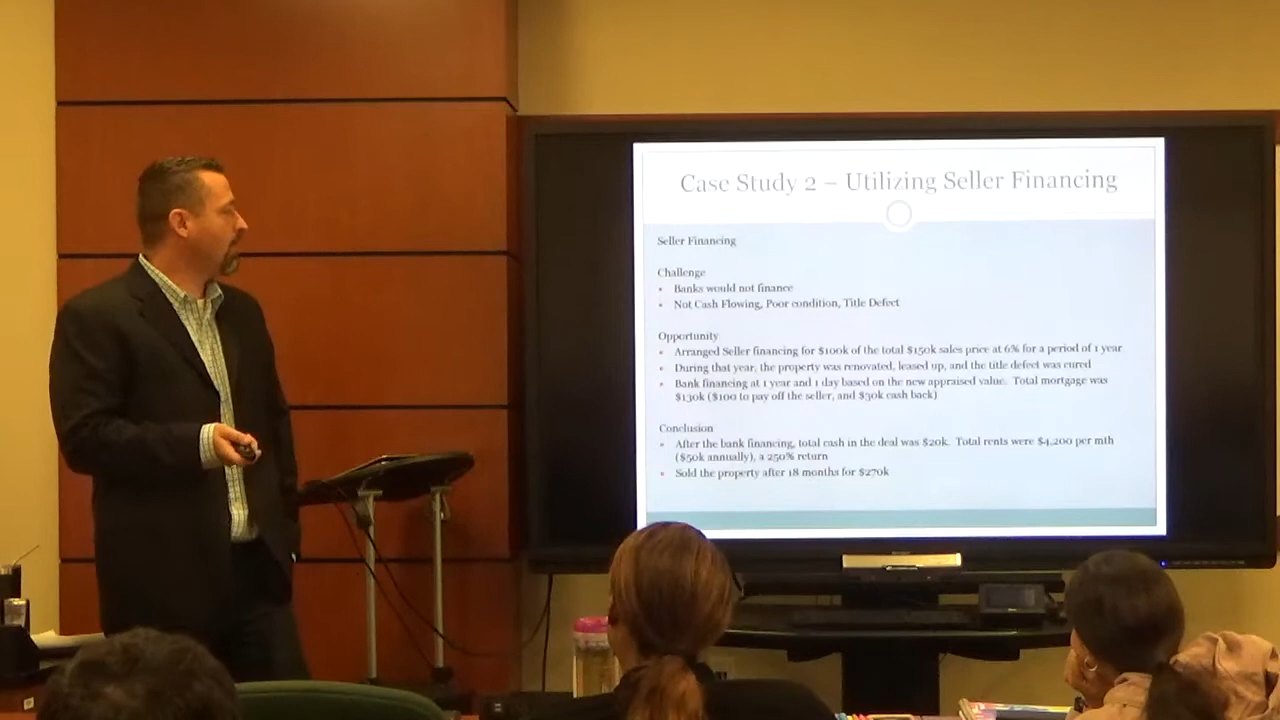 Case Study 2 – Utilizing Seller Financing
Seller Financing
Challenge
• Banks would not finance
• Not Cash Flowing, Poor condition, Title Defect
Opportunity
• Arranged Seller financing for $100k of the total $150k sales price at 6% for a period of 1 year
• During that year, the property was renovated, leased up, and the title defect was cured
• Bank financing at 1 year and 1 day based on the new appraised value. Total mortgage was
$130k ($100 to pay off the seller, and $30k cash back)
Conclusion
• After the bank financing, total cash in the deal was $20k. Total rents were $4,200 per mth
($50k annually), a 250% return
• Sold the property after 18 months for $270k